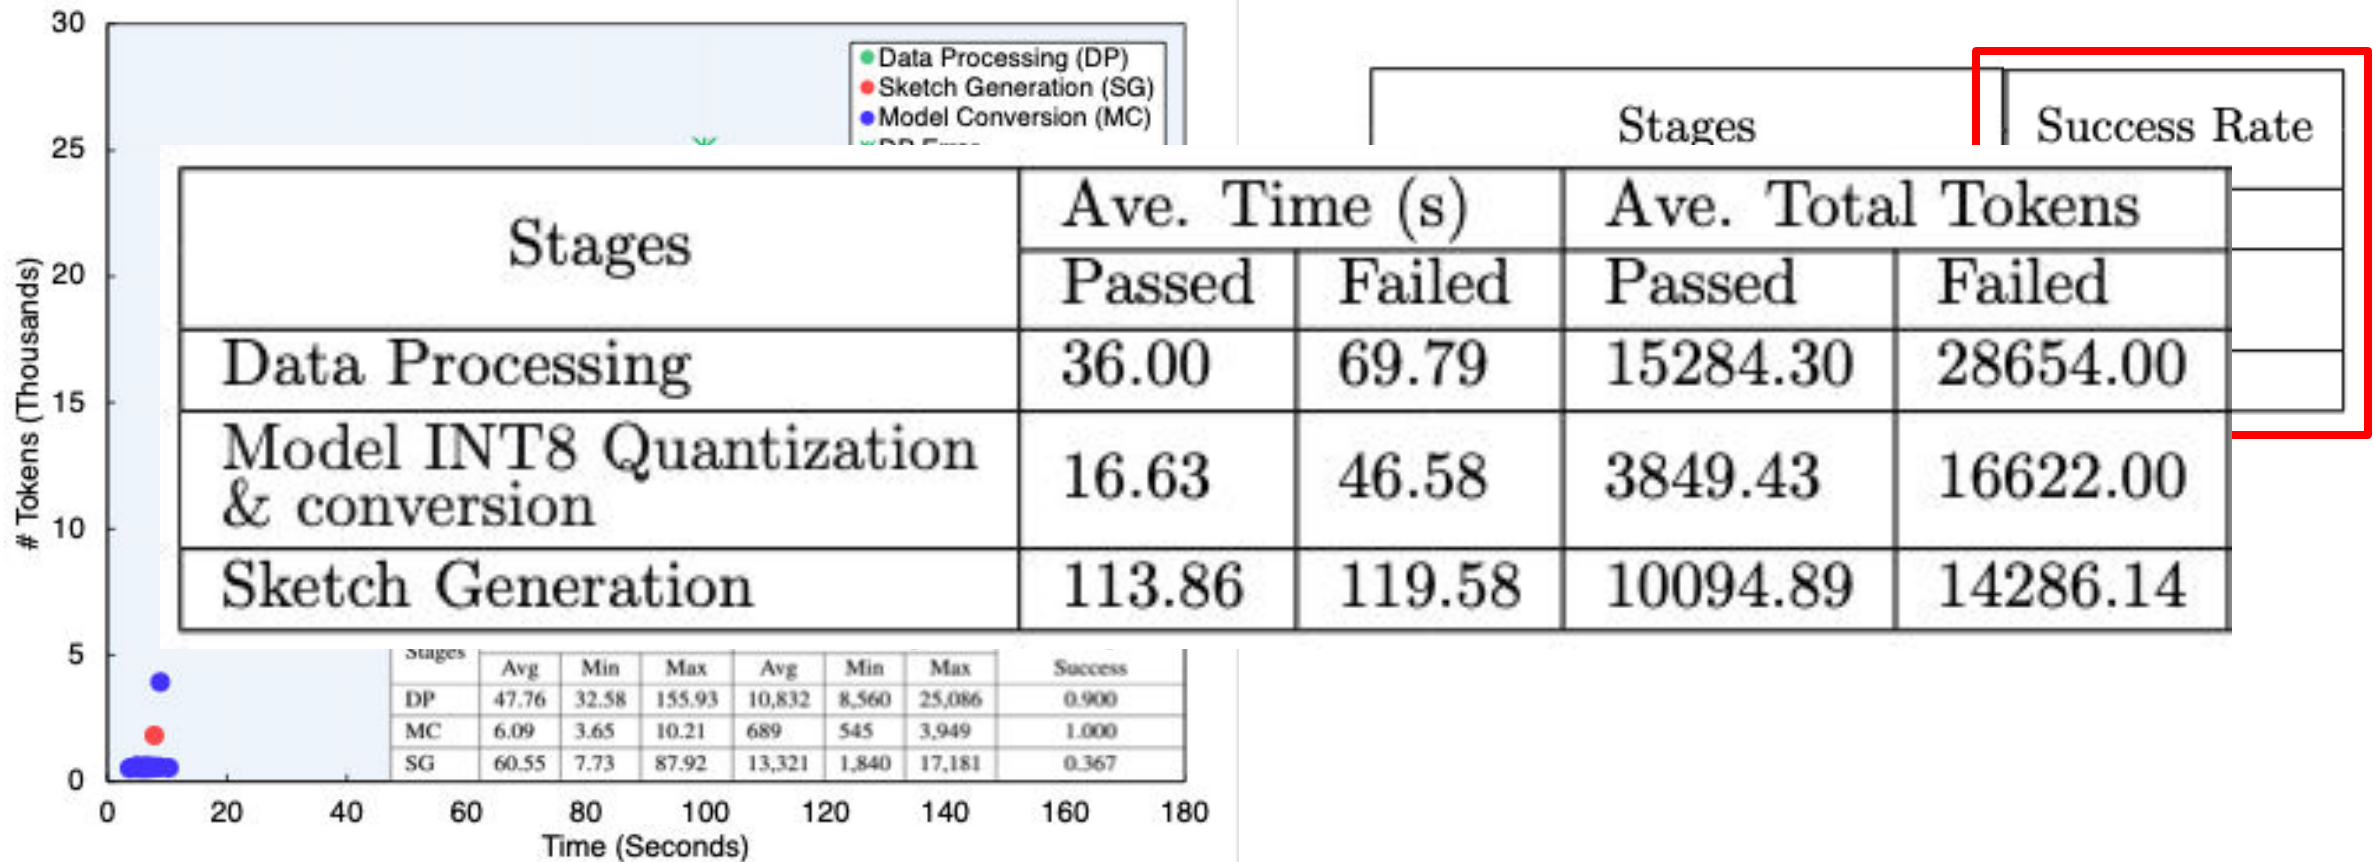 30
25
20
15
10
5
0
# Tokens (Thousands)
Data Processing (DP)
Sketch Generation (SG)
Model Conversion (MC)
DP Error
Stages Success Rate
Stages Ave. Time (s) Ave. Total Tokens
Passed Failed Passed Failed
Data Processing 36.00 69.79 15284.30 28654.00
Model INT8 Quantization
& conversion 16.63 46.58 3849.43 16622.00
Sketch Generation 113.86 119.58 10094.89 14286.14
Stages Avg Min Max Avg Min Max Success
DP 47.76 32.58 155.93 10,832 8,560 25,086 0.900
MC 6.09 3.65 10.21 689 545 3,949 1.000
SG 60.55 7.73 87.92 13,321 1,840 17,181 0.367
0 20 40 60 80 100 120 140 160 180
Time (Seconds)